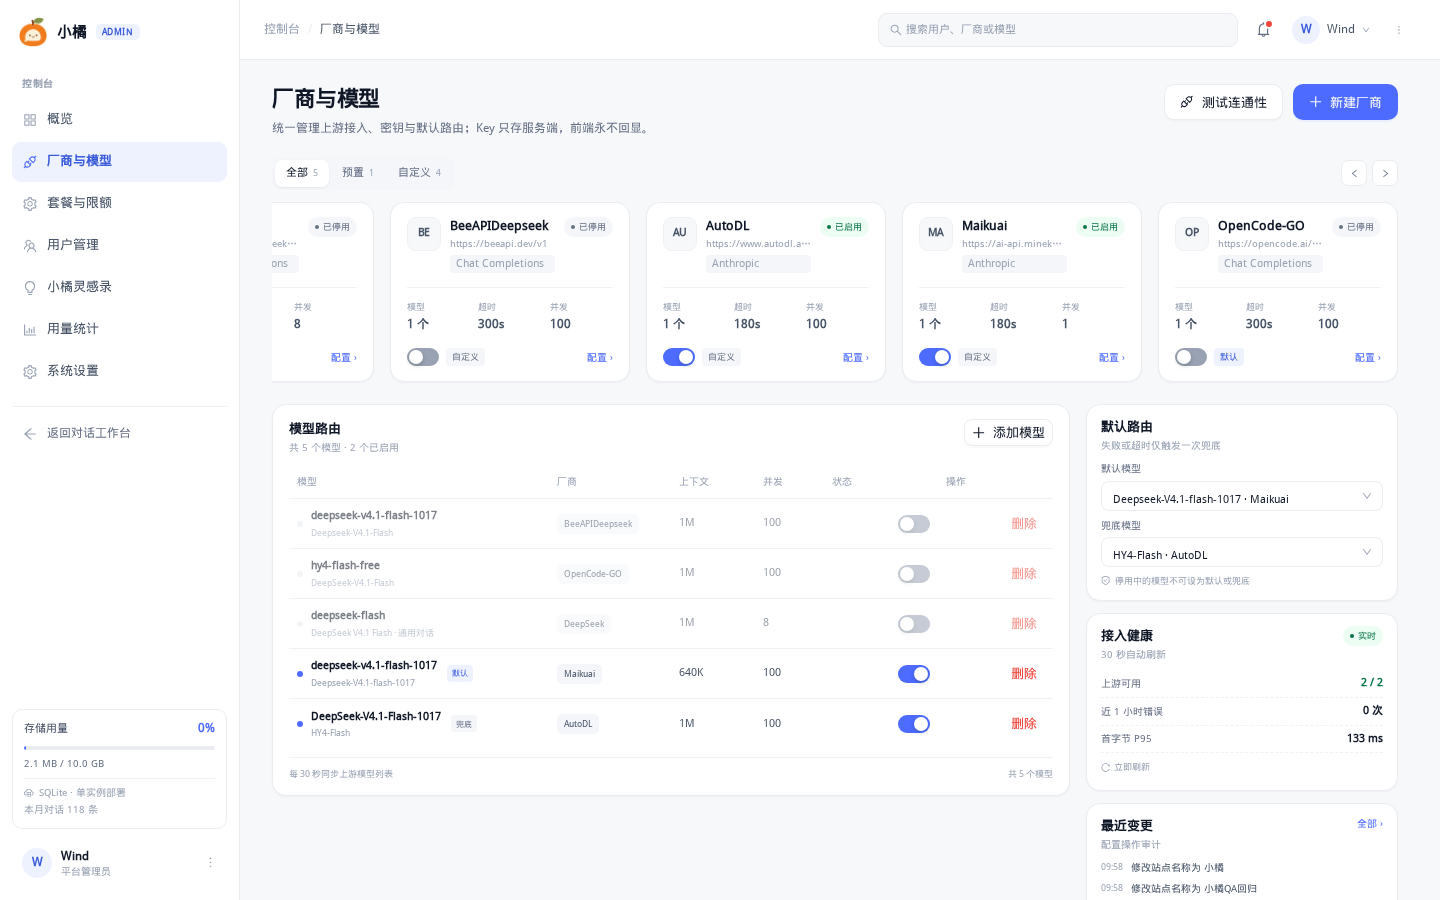 小橘 ADMIN
控制台
概览
厂商与模型
套餐与限额
用户管理
小橘灵感录
用量统计
系统设置
返回对话工作台
存储用量 0%
2.1 MB / 10.0 GB
SQLite · 单实例部署
本月对话 118 条
W Wind
平台管理员
控制台 / 厂商与模型
搜索用户、厂商或模型
W Wind
厂商与模型
统一管理上游接入、密钥与默认路由；Key 只存服务端，前端永不回显。
测试连通性
新建厂商
全部 5 预置 1 自定义 4
已停用
eek···
ons
并发
8
配置 ›
BE BeeAPIDeepseek 已停用
https://beeapi.dev/v1
Chat Completions
模型 超时 并发
1 个 300s 100
自定义 配置 ›
AU AutoDL 已启用
https://www.autodl.a···
Anthropic
模型 超时 并发
1 个 180s 100
自定义 配置 ›
MA Maikuai 已启用
https://ai-api.minek···
Anthropic
模型 超时 并发
1 个 180s 1
自定义 配置 ›
OP OpenCode-GO 已停用
https://opencode.ai/···
Chat Completions
模型 超时 并发
1 个 300s 100
默认 配置 ›
模型路由
共 5 个模型 · 2 个已启用
添加模型
模型 厂商 上下文 并发 状态 操作
deepseek-v4.1-flash-1017
DeepSeek-V4.1-Flash
BeeAPIDeepseek 1M 100 删除
hy4-flash-free
DeepSeek-V4.1-Flash
OpenCode-GO 1M 100 删除
deepseek-flash
DeepSeek V4.1 Flash · 通用对话
DeepSeek 1M 8 删除
deepseek-v4.1-flash-1017 默认
Deepseek-V4.1-flash-1017
Maikuai 640K 100 删除
DeepSeek-V4.1-Flash-1017 兜底
HY4-Flash
AutoDL 1M 100 删除
每 30 秒同步上游模型列表 共 5 个模型
默认路由
失败或超时仅触发一次兜底
默认模型
Deepseek-V4.1-flash-1017 · Maikuai
兜底模型
HY4-Flash · AutoDL
停用中的模型不可设为默认或兜底
接入健康 实时
30 秒自动刷新
上游可用 2 / 2
近 1 小时错误 0 次
首字节 P95 133 ms
立即刷新
最近变更 全部 ›
配置操作审计
09:58 修改站点名称为 小橘
09:58 修改站点名称为 小橘QA回归